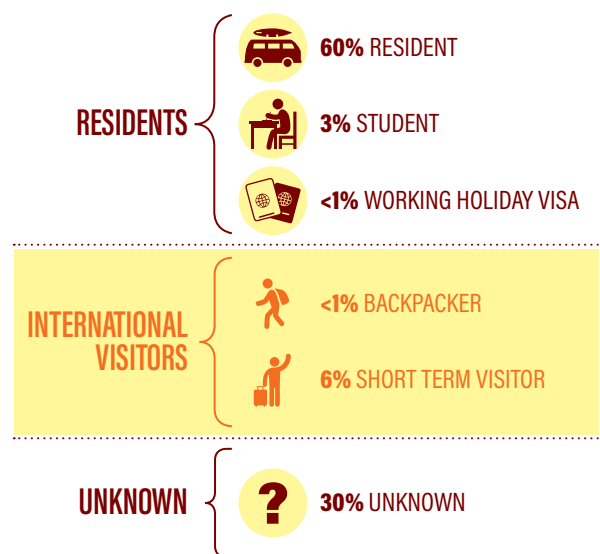 RESIDENTS
60% RESIDENT
3% STUDENT
<1% WORKING HOLIDAY VISA
INTERNATIONAL
VISITORS
<1% BACKPACKER
6% SHORT TERM VISITOR
UNKNOWN
?
30% UNKNOWN